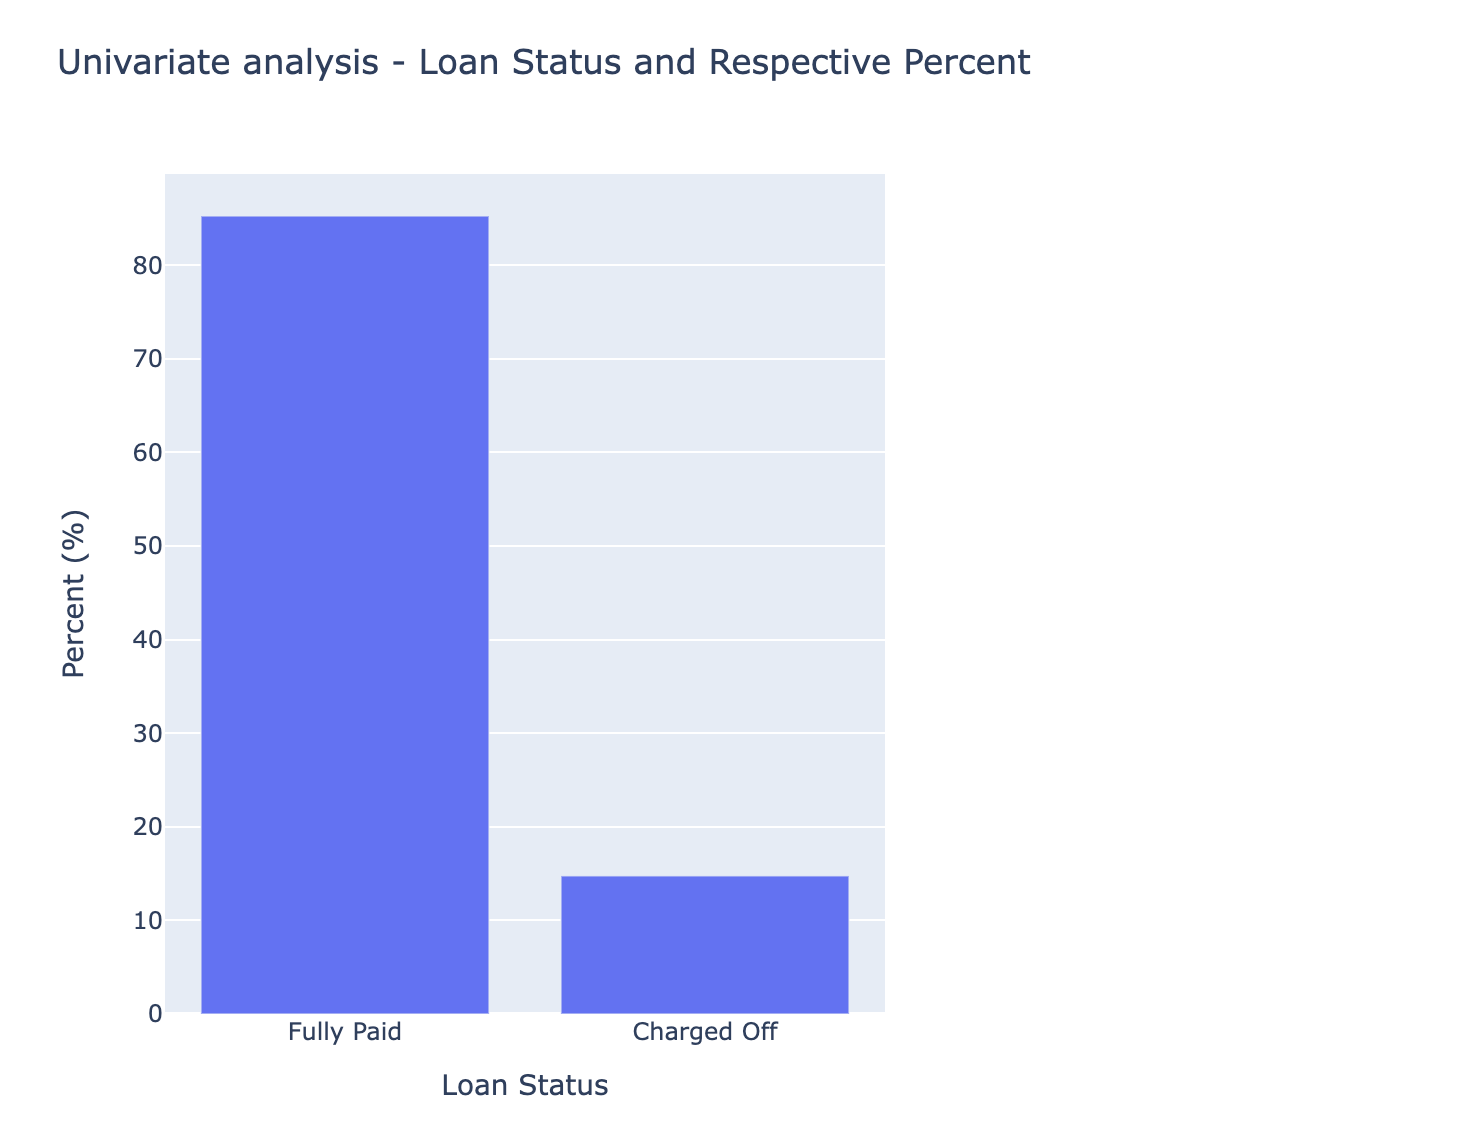 Univariate analysis - Loan Status and Respective Percent
Percent (%)
80
70
60
50
40
30
20
10
0
Fully Paid
Charged Off
Loan Status